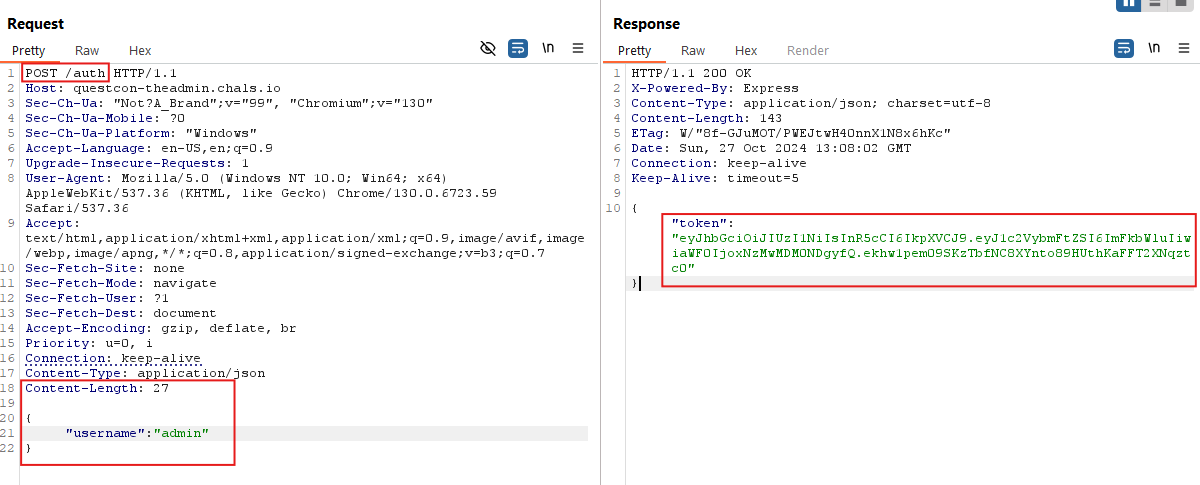 Request
Pretty Raw Hex \n
1 POST /auth HTTP/1.1
2 Host: questcon-theadmin.chals.io
3 Sec-Ch-Ua: "Not?A_Brand";v="99", "Chromium";v="130"
4 Sec-Ch-Ua-Mobile: ?0
5 Sec-Ch-Ua-Platform: "Windows"
6 Accept-Language: en-US,en;q=0.9
7 Upgrade-Insecure-Requests: 1
8 User-Agent: Mozilla/5.0 (Windows NT 10.0; Win64; x64)
AppleWebKit/537.36 (KHTML, like Gecko) Chrome/130.0.6723.59
Safari/537.36
9 Accept:
text/html,application/xhtml+xml,application/xml;q=0.9,image/avif,image
/webp,image/apng,*/*;q=0.8,application/signed-exchange;v=b3;q=0.7
10 Sec-Fetch-Site: none
11 Sec-Fetch-Mode: navigate
12 Sec-Fetch-User: ?1
13 Sec-Fetch-Dest: document
14 Accept-Encoding: gzip, deflate, br
15 Priority: u=0, i
16 Connection: keep-alive
17 Content-Type: application/json
18 Content-Length: 27
19
20 {
21 "username":"admin"
22 }
Response
Pretty Raw Hex Render \n
1 HTTP/1.1 200 OK
2 X-Powered-By: Express
3 Content-Type: application/json; charset=utf-8
4 Content-Length: 143
5 ETag: W/"8f-GJuMOT/PWEJtwH40nnX1N8x6hKc"
6 Date: Sun, 27 Oct 2024 13:08:02 GMT
7 Connection: keep-alive
8 Keep-Alive: timeout=5
9
10 {
"token":
"eyJhbGciOiJIUzI1NiIsInR5cCI6IkpXVCJ9.eyJ1c2VybmFtZSI6ImFkbWluIiw
iaWF0IjoxNzMwMDM0NDgyfQ.ekhw1pem09SKzTbfNC8XYnto89HUthKaFFT2XNqzt
c0"
}